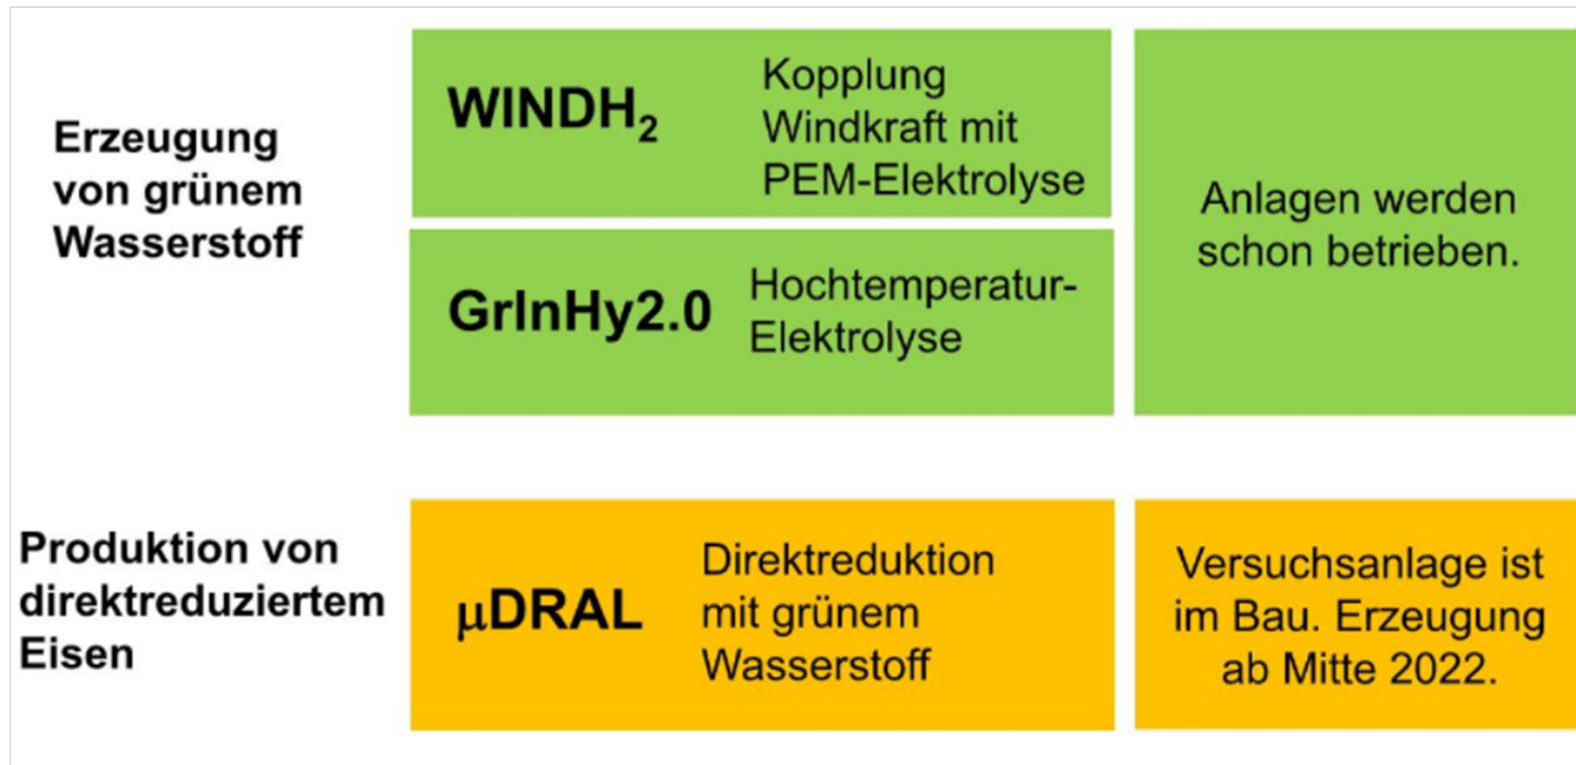 Erzeugung
von grünem
Wasserstoff
WINDH₂
Kopplung
Windkraft mit
PEM-Elektrolyse
GrInHy2.0
Hochtemperatur-
Elektrolyse
Anlagen werden
schon betrieben.
Produktion von
direktreduziertem
Eisen
µDRAL
Direktreduktion
mit grünem
Wasserstoff
Versuchsanlage ist
im Bau. Erzeugung
ab Mitte 2022.